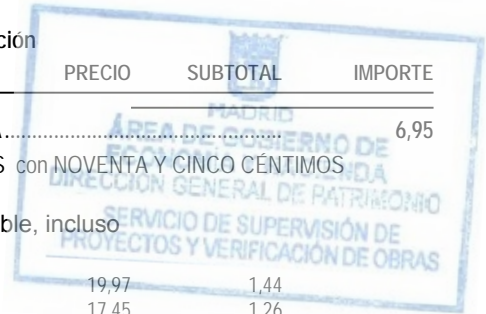 ción
PRECIO SUBTOTAL IMPORTE
MADRID
A.................................................................... 6,95
ÁREA DE GOBIERNO DE
S con NOVENTA Y CINCO CÉNTIMOS
ECONOMÍA Y HACIENDA
DIRECCIÓN GENERAL DE PATRIMONIO
ble, incluso
SERVICIO DE SUPERVISIÓN DE
PROYECTOS Y VERIFICACIÓN DE OBRAS
19,97 1,44
17,45 1,26